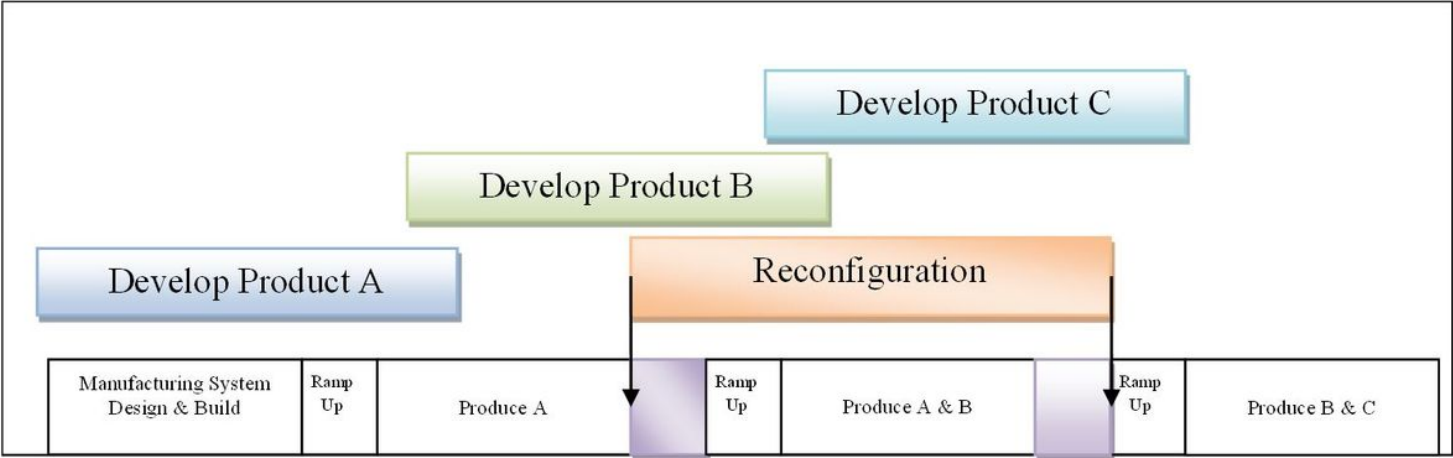 Develop Product C
Develop Product B
Develop Product A
Reconfiguration
Manufacturing System
Design & Build
Ramp
Up
Produce A
Ramp
Up
Produce A & B
Ramp
Up
Produce B & C